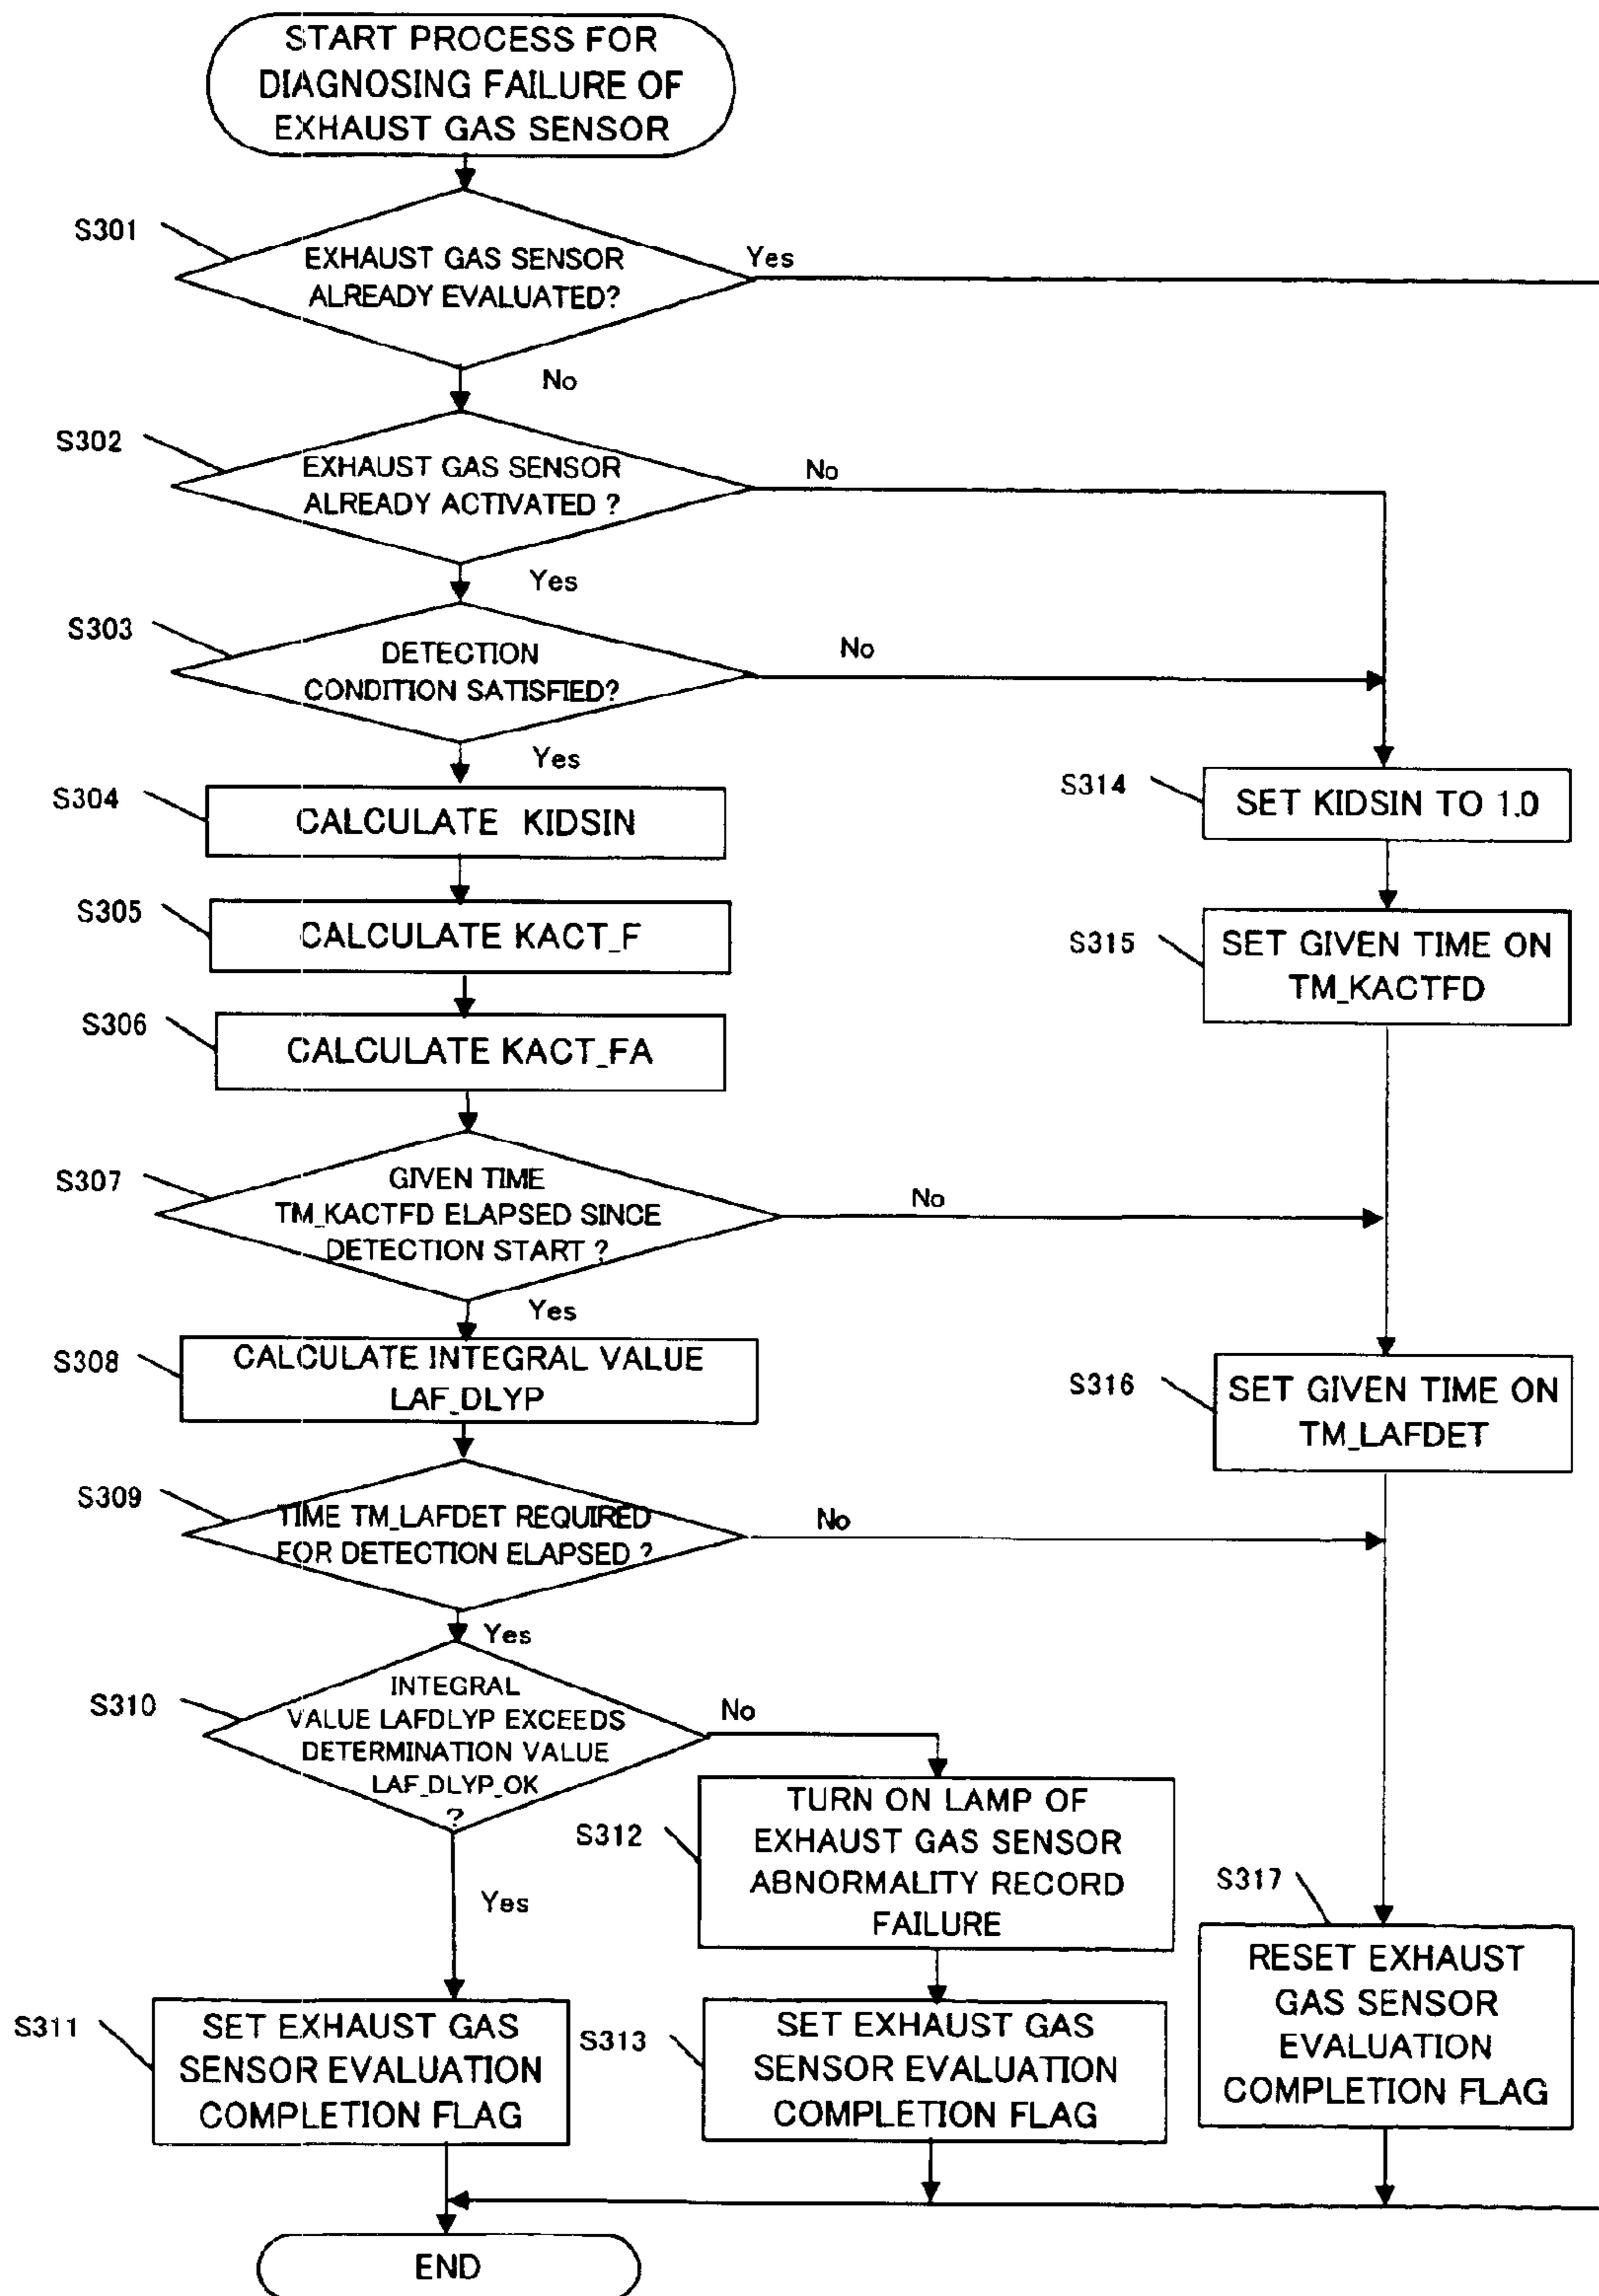 START PROCESS FOR
DIAGNOSING FAILURE OF
EXHAUST GAS SENSOR
S301
EXHAUST GAS SENSOR
ALREADY EVALUATED?
Yes
No
S302
EXHAUST GAS SENSOR
ALREADY ACTIVATED ?
No
Yes
S303
DETECTION
CONDITION SATISFIED?
No
Yes
S304
CALCULATE KIDSIN
S314
SET KIDSIN TO 1.0
S305
CALCULATE KACT_F
S315
SET GIVEN TIME ON
TM_KACTFD
S306
CALCULATE KACT_FA
S307
GIVEN TIME
TM_KACTFD ELAPSED SINCE
DETECTION START ?
No
Yes
S308
CALCULATE INTEGRAL VALUE
LAF_DLYP
S316
SET GIVEN TIME ON
TM_LAFDET
S309
TIME TM_LAFDET REQUIRED
FOR DETECTION ELAPSED ?
No
Yes
S310
INTEGRAL
VALUE LAFDLYP EXCEEDS
DETERMINATION VALUE
LAF_DLYP_OK
?
No
Yes
S312
TURN ON LAMP OF
EXHAUST GAS SENSOR
ABNORMALITY RECORD
FAILURE
S317
RESET EXHAUST
GAS SENSOR
EVALUATION
COMPLETION FLAG
S311
SET EXHAUST GAS
SENSOR EVALUATION
COMPLETION FLAG
S313
SET EXHAUST GAS
SENSOR EVALUATION
COMPLETION FLAG
END